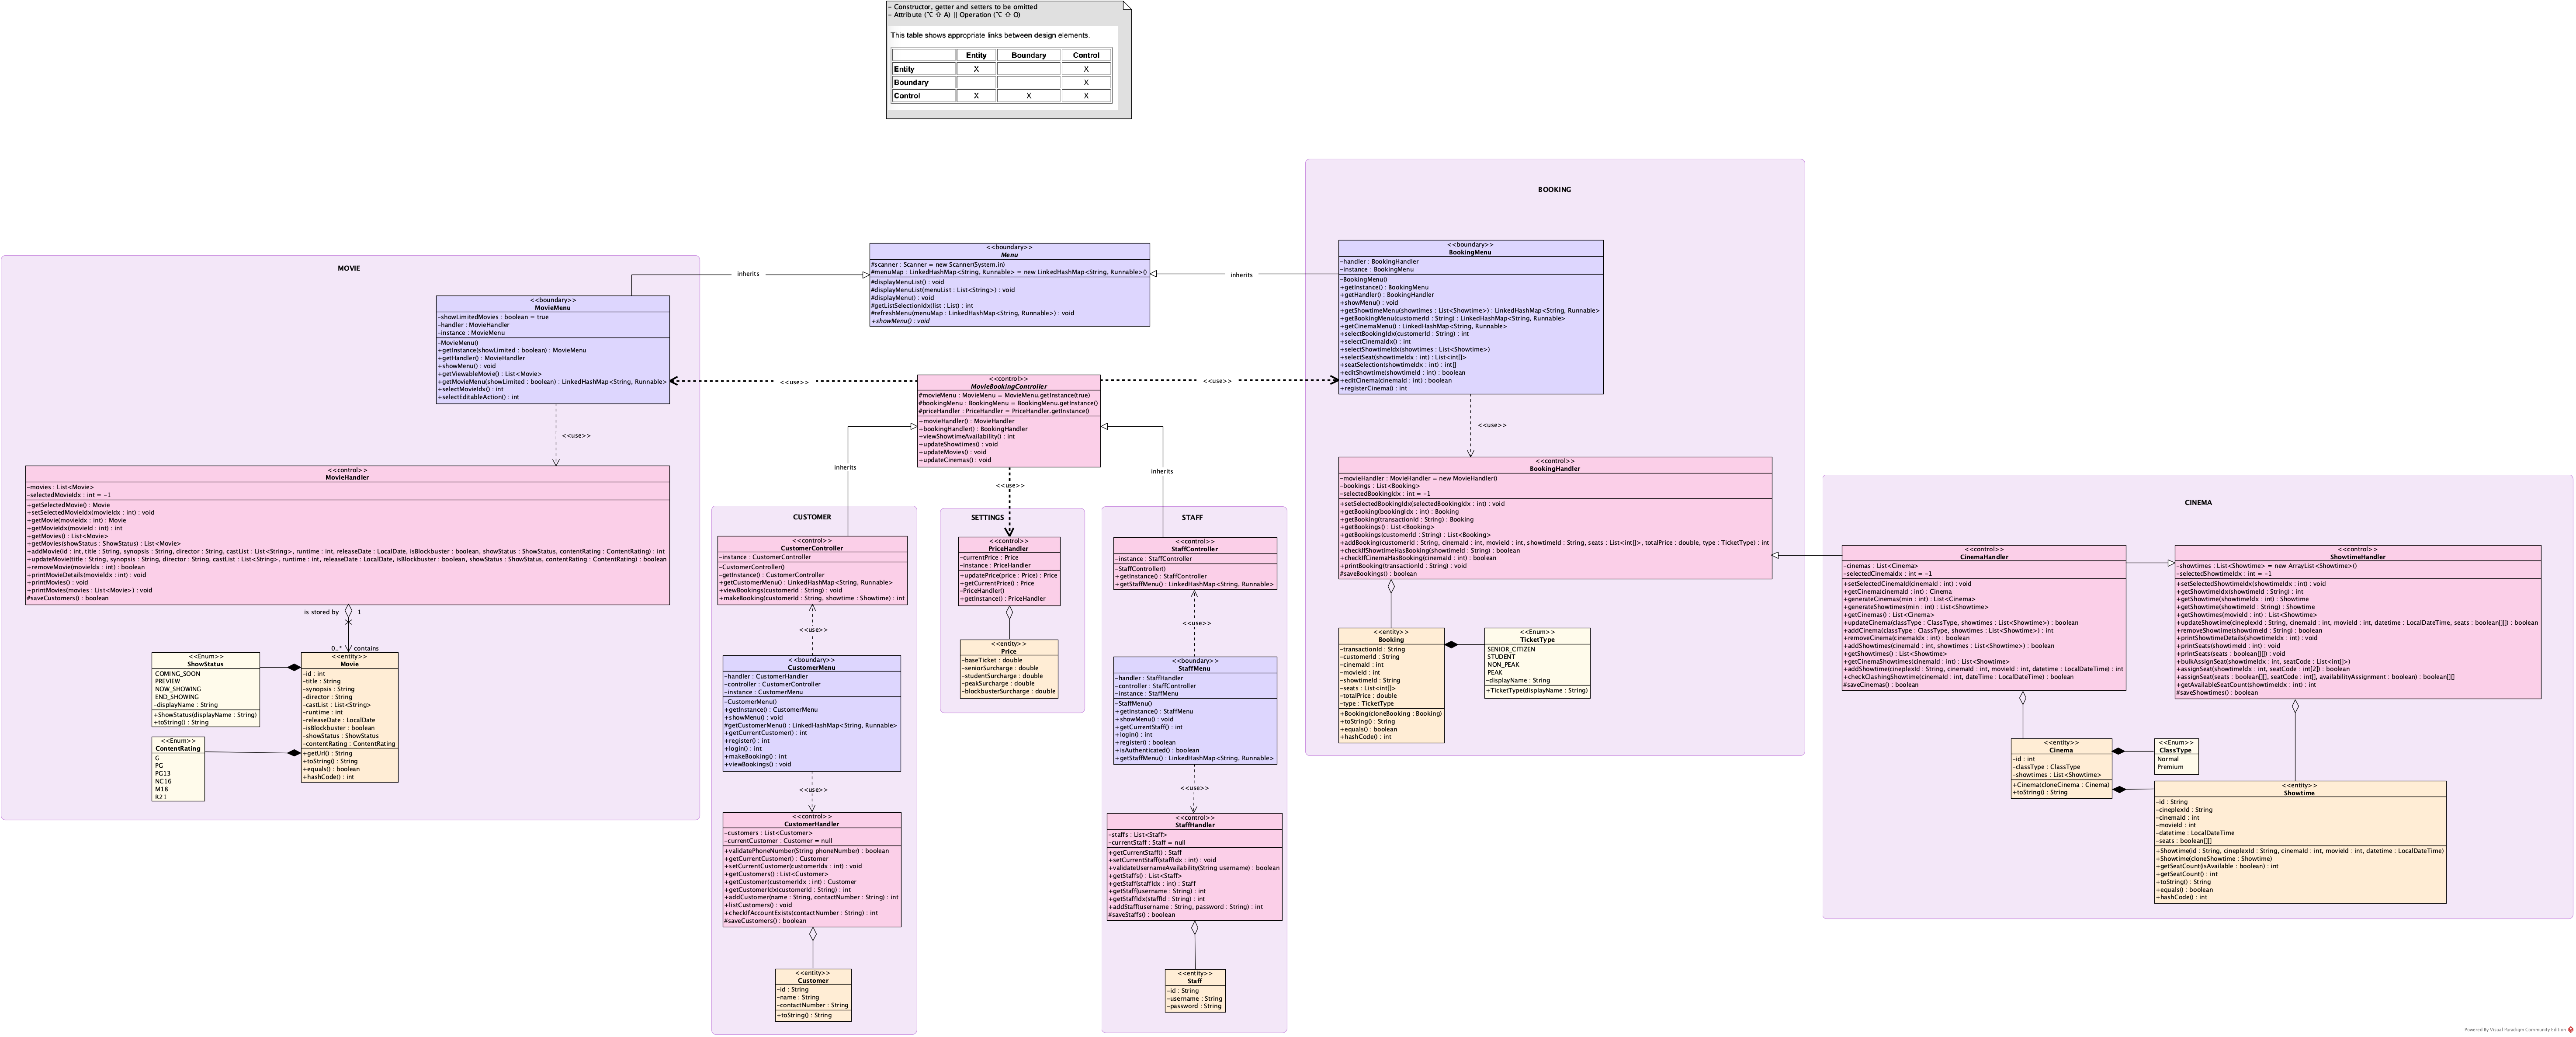 ~ Constructor, getter and setters to be omitted
~ Attribute (⌥ ⇧ A) || Operation (⌥ ⇧ O)
This table shows appropriate links between design elements.
Entity Boundary Control
Entity X X
Boundary X
Control X X X
MOVIE
<<boundary>>
MovieMenu
-showLimitedMovies : boolean = true
-handler : MovieHandler
-instance : MovieMenu
-MovieMenu()
+getInstance(showLimited : boolean) : MovieMenu
+getHandler() : MovieHandler
+showMenu() : void
+getViewableMovie() : List<Movie>
+getMovieMenu(showLimited : boolean) : LinkedHashMap<String, Runnable>
+selectMovieIdx() : int
+selectEditableAction() : int
<<use>>
<<control>>
MovieHandler
-movies : List<Movie>
-selectedMovieIdx : int = -1
+getSelectedMovie() : Movie
+setSelectedMovieIdx(movieIdx : int) : void
+getMovie(movieIdx : int) : Movie
+getMovieIdx(movieId : int) : int
+getMovies() : List<Movie>
+getMovies(showStatus : ShowStatus) : List<Movie>
+addMovie(id : int, title : String, synopsis : String, director : String, castList : List<String>, runtime : int, releaseDate : LocalDate, isBlockbuster : boolean, showStatus : ShowStatus, contentRating : ContentRating) : int
+updateMovie(title : String, synopsis : String, director : String, castList : List<String>, runtime : int, releaseDate : LocalDate, isBlockbuster : boolean, showStatus : ShowStatus, contentRating : ContentRating) : boolean
+removeMovie(movieIdx : int) : boolean
+printMovieDetails(movieIdx : int) : void
+printMovies() : void
+printMovies(movies : List<Movie>) : void
#saveCustomers() : boolean
is stored by 1
0..* contains
<<Enum>>
ShowStatus
COMING_SOON
PREVIEW
NOW_SHOWING
END_SHOWING
-displayName : String
+ShowStatus(displayName : String)
+toString() : String
<<Enum>>
ContentRating
G
PG
PG13
NC16
M18
R21
<<entity>>
Movie
-id : int
-title : String
-synopsis : String
-director : String
-castList : List<String>
-runtime : int
-releaseDate : LocalDate
-isBlockbuster : boolean
-showStatus : ShowStatus
-contentRating : ContentRating
+getUrl() : String
+toString() : String
+equals() : boolean
+hashCode() : int
inherits
<<boundary>>
Menu
#scanner : Scanner = new Scanner(System.in)
#menuMap : LinkedHashMap<String, Runnable> = new LinkedHashMap<String, Runnable>()
#displayMenuList() : void
#displayMenuList(menuList : List<String>) : void
#displayMenu() : void
#getListSelectionIdx(list : List) : int
#refreshMenu(menuMap : LinkedHashMap<String, Runnable>) : void
+showMenu() : void
inherits
<<use>>
<<control>>
MovieBookingController
#movieMenu : MovieMenu = MovieMenu.getInstance(true)
#bookingMenu : BookingMenu = BookingMenu.getInstance()
#priceHandler : PriceHandler = PriceHandler.getInstance()
+movieHandler() : MovieHandler
+bookingHandler() : BookingHandler
+viewShowtimeAvailability() : int
+updateShowtimes() : void
+updateMovies() : void
+updateCinemas() : void
<<use>>
inherits
<<use>>
inherits
CUSTOMER
<<control>>
CustomerController
-instance : CustomerController
-CustomerController()
-getInstance() : CustomerController
+getCustomerMenu() : LinkedHashMap<String, Runnable>
+viewBookings(customerId : String) : void
+makeBooking(customerId : String, showtime : Showtime) : int
<<use>>
<<boundary>>
CustomerMenu
-handler : CustomerHandler
-controller : CustomerController
-instance : CustomerMenu
-CustomerMenu()
+getInstance() : CustomerMenu
+showMenu() : void
#getCustomerMenu() : LinkedHashMap<String, Runnable>
+getCurrentCustomer() : int
+register() : int
+login() : int
+makeBooking() : int
+viewBookings() : void
<<use>>
<<control>>
CustomerHandler
-customers : List<Customer>
-currentCustomer : Customer = null
+validatePhoneNumber(String phoneNumber) : boolean
+getCurrentCustomer() : Customer
+setCurrentCustomer(customerIdx : int) : void
+getCustomers() : List<Customer>
+getCustomer(customerIdx : int) : Customer
+getCustomerIdx(customerId : String) : int
+addCustomer(name : String, contactNumber : String) : int
+listCustomers() : void
+checkIfAccountExists(contactNumber : String) : int
#saveCustomers() : boolean
<<entity>>
Customer
-id : String
-name : String
-contactNumber : String
+toString() : String
SETTINGS
<<control>>
PriceHandler
-currentPrice : Price
-instance : PriceHandler
+updatePrice(price : Price) : Price
+getCurrentPrice() : Price
-PriceHandler()
+getInstance() : PriceHandler
<<entity>>
Price
-baseTicket : double
-seniorSurcharge : double
-studentSurcharge : double
-peakSurcharge : double
-blockbusterSurcharge : double
STAFF
<<control>>
StaffController
-instance : StaffController
-StaffController()
+getInstance() : StaffController
+getStaffMenu() : LinkedHashMap<String, Runnable>
<<use>>
<<boundary>>
StaffMenu
-handler : StaffHandler
-controller : StaffController
-instance : StaffMenu
-StaffMenu()
+getInstance() : StaffMenu
+showMenu() : void
+getCurrentStaff() : int
+login() : int
+register() : boolean
+isAuthenticated() : boolean
+getStaffMenu() : LinkedHashMap<String, Runnable>
<<use>>
<<control>>
StaffHandler
-staffs : List<Staff>
-currentStaff : Staff = null
+getCurrentStaff() : Staff
+setCurrentStaff(staffIdx : int) : void
+validateUsernameAvailability(String username) : boolean
+getStaffs() : List<Staff>
+getStaff(staffIdx : int) : Staff
+getStaff(username : String) : int
+getStaffIdx(staffId : String) : int
+addStaff(username : String, password : String) : int
#saveStaffs() : boolean
<<entity>>
Staff
-id : String
-username : String
-password : String
BOOKING
<<boundary>>
BookingMenu
-handler : BookingHandler
-instance : BookingMenu
-BookingMenu()
+getInstance() : BookingMenu
+getHandler() : BookingHandler
+showMenu() : void
+getShowtimeMenu(showtimes : List<Showtime>) : LinkedHashMap<String, Runnable>
+getBookingMenu(customerId : String) : LinkedHashMap<String, Runnable>
+getCinemaMenu() : LinkedHashMap<String, Runnable>
+selectBookingIdx(customerId : String) : int
+selectCinemaIdx() : int
+selectShowtimeIdx(showtimes : List<Showtime>)
+selectSeat(showtimeIdx : int) : List<int[]>
+seatSelection(showtimeIdx : int) : int[]
+editShowtime(showtimeId : int) : boolean
+editCinema(cinemaId : int) : boolean
+registerCinema() : int
<<use>>
<<control>>
BookingHandler
-movieHandler : MovieHandler = new MovieHandler()
-bookings : List<Booking>
-selectedBookingIdx : int = -1
+setSelectedBookingIdx(selectedBookingIdx : int) : void
+getBooking(bookingIdx : int) : Booking
+getBooking(transactionId : String) : Booking
+getBookings() : List<Booking>
+getBookings(customerId : String) : List<Booking>
+addBooking(customerId : String, cinemaId : int, movieId : int, showtimeId : String, seats : List<int[]>, totalPrice : double, type : TicketType) : int
+checkIfShowtimeHasBooking(showtimeId : String) : boolean
+checkIfCinemaHasBooking(cinemaId : int) : boolean
+printBooking(transactionId : String) : void
#saveBookings() : boolean
<<entity>>
Booking
-transactionId : String
-customerId : String
-cinemaId : int
-movieId : int
-showtimeId : String
-seats : List<int[]>
-totalPrice : double
-type : TicketType
+Booking(cloneBooking : Booking)
+toString() : String
+equals() : boolean
+hashCode() : int
<<Enum>>
TicketType
SENIOR_CITIZEN
STUDENT
NON_PEAK
PEAK
-displayName : String
+TicketType(displayName : String)
CINEMA
<<control>>
CinemaHandler
-cinemas : List<Cinema>
-selectedCinemaIdx : int = -1
+setSelectedCinemaId(cinemaId : int) : void
+getCinema(cinemaId : int) : Cinema
+generateCinemas(min : int) : List<Cinema>
+generateShowtimes(min : int) : List<Showtime>
+getCinemas() : List<Cinema>
+updateCinema(classType : ClassType, showtimes : List<Showtime>) : boolean
+addCinema(classType : ClassType, showtimes : List<Showtime>) : int
+removeCinema(cinemaIdx : int) : boolean
+addShowtimes(cinemaId : int, showtimes : List<Showtime>) : boolean
+getShowtimes() : List<Showtime>
+getCinemaShowtimes(cinemaId : int) : List<Showtime>
+addShowtime(cineplexId : String, cinemaId : int, movieId : int, datetime : LocalDateTime) : int
+checkClashingShowtime(cinemaId : int, dateTime : LocalDateTime) : boolean
#saveCinemas() : boolean
<<control>>
ShowtimeHandler
-showtimes : List<Showtime> = new ArrayList<Showtime>()
-selectedShowtimeIdx : int = -1
+setSelectedShowtimeIdx(showtimeIdx : int) : void
+getShowtimeIdx(showtimeId : String) : int
+getShowtime(showtimeIdx : int) : Showtime
+getShowtime(showtimeId : String) : Showtime
+getShowtimes(movieId : int) : List<Showtime>
+updateShowtime(cineplexId : String, cinemaId : int, movieId : int, datetime : LocalDateTime, seats : boolean[][]) : boolean
+removeShowtime(showtimeId : String) : boolean
+printShowtimeDetails(showtimeIdx : int) : void
+printSeats(showtimeId : int) : void
+printSeats(seats : boolean[][]) : void
+bulkAssignSeat(showtimeIdx : int, seatCode : List<int[]>)
+assignSeat(showtimeIdx : int, seatCode : int[2]) : boolean
+assignSeat(seats : boolean[][], seatCode : int[], availabilityAssignment : boolean) : boolean[][]
+getAvailableSeatCount(showtimeIdx : int) : int
#saveShowtimes() : boolean
<<entity>>
Cinema
-id : int
-classType : ClassType
-showtimes : List<Showtime>
+Cinema(cloneCinema : Cinema)
+toString() : String
<<Enum>>
ClassType
Normal
Premium
<<entity>>
Showtime
-id : String
-cineplexId : String
-cinemaId : int
-movieId : int
-datetime : LocalDateTime
-seats : boolean[][]
+Showtime(id : String, cineplexId : String, cinemaId : int, movieId : int, datetime : LocalDateTime)
+Showtime(cloneShowtime : Showtime)
+getSeatCount(isAvailable : boolean) : int
+getSeatCount() : int
+toString() : String
+equals() : boolean
+hashCode() : int
Powered By Visual Paradigm Community Edition